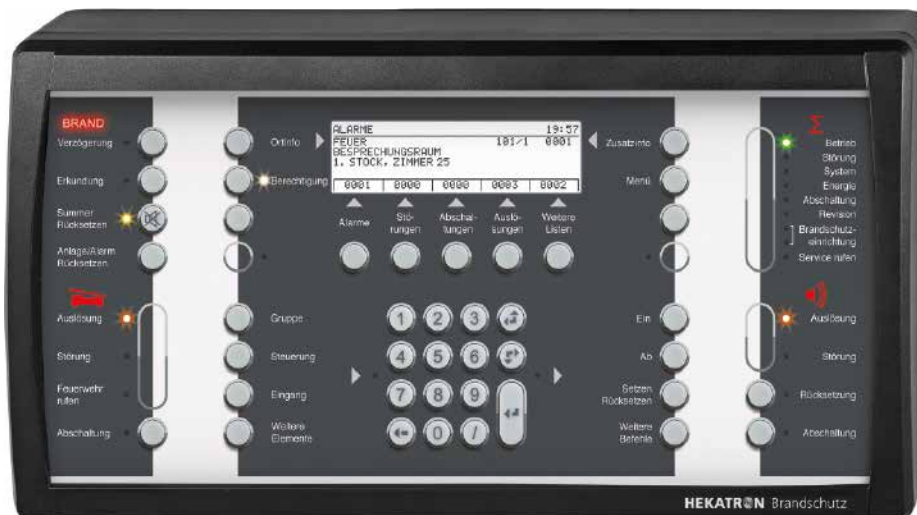 BRAND
Verzögerung
Erkundung
Summer
Rücksetzen
Anlage/Alarm
Rücksetzen
Auslösung
Störung
Feuerwehr
rufen
Abschaltung
Ortinfo
Berechtigung
ALARME 19:57
FEUER 101/1 0001
BESPRECHUNGSRAUM
1. STOCK, ZIMMER 25
0001 0000 0000 0003 0002
Alarme
Stö-
rungen
Abschal-
tungen
Auslö-
sungen
Weitere
Listen
Zusatzinfo
Menü
Gruppe
Steuerung
Eingang
Weitere
Elemente
1 2 3
4 5 6
7 8 9
0 /
Ein
Ab
Setzen
Rücksetzen
Weitere
Befehle
Σ
Betrieb
Störung
System
Energie
Abschaltung
Revision
Brandschutz-
einrichtung
Service rufen
Auslösung
Störung
Rücksetzung
Abschaltung
HEKATRON Brandschutz